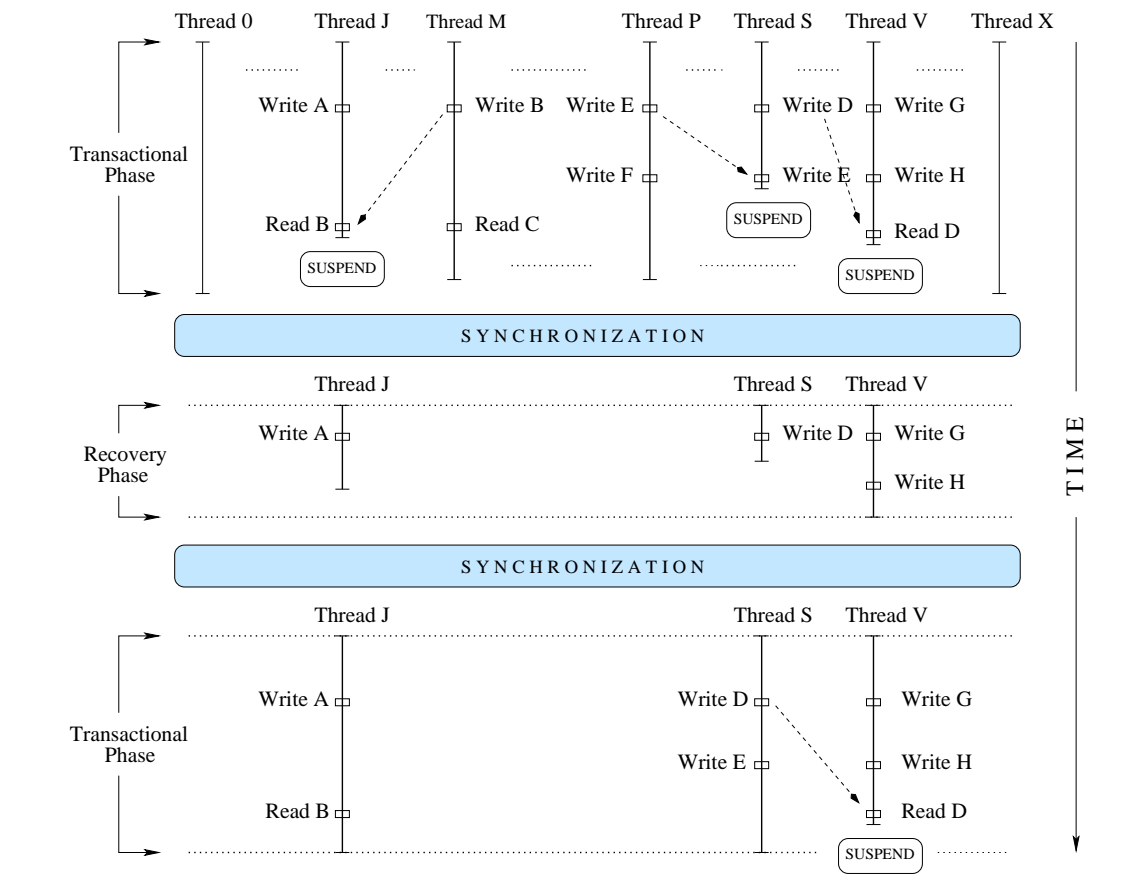 Thread 0 Thread J Thread M Thread P Thread S Thread V Thread X
Write A Write B Write E Write D Write G
Transactional
Phase
Write F Write E Write H
Read B Read C SUSPEND Read D
SUSPEND SUSPEND
SYNCHRONIZATION
Thread J Thread S Thread V
Write A Write D Write G
Recovery
Phase
Write H
TIME
SYNCHRONIZATION
Thread J Thread S Thread V
Write A Write D Write G
Transactional
Phase
Write E Write H
Read B Read D
SUSPEND